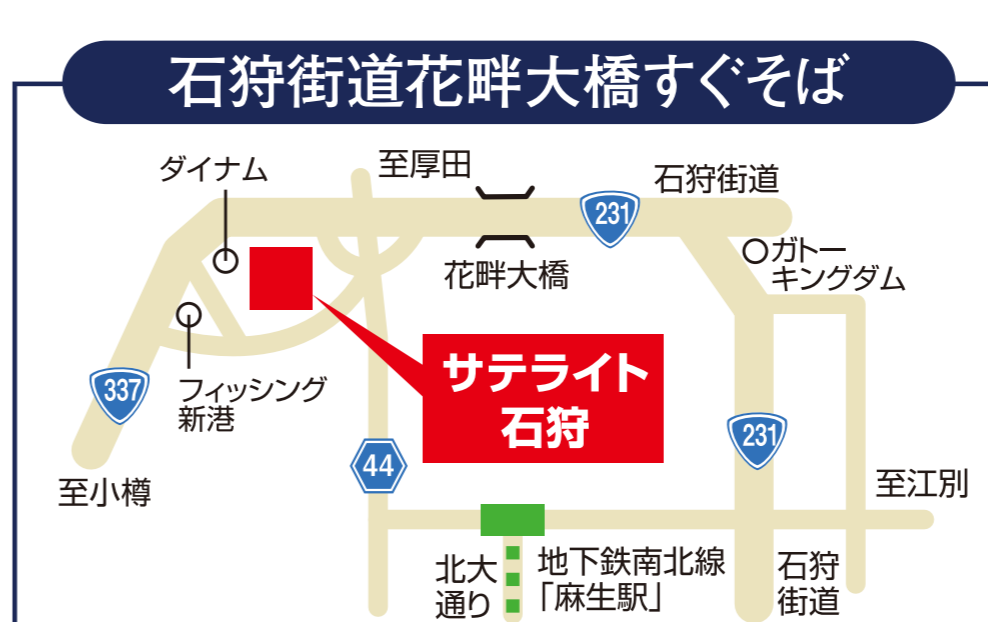 石狩街道花畔大橋すぐそば
ダイナム
至厚田
石狩街道
231
花畔大橋
ガトー
キングダム
サテライト
石狩
337
フィッシング
新港
231
44
至小樽
至江別
北大
通り
地下鉄南北線
「麻生駅」
石狩
街道